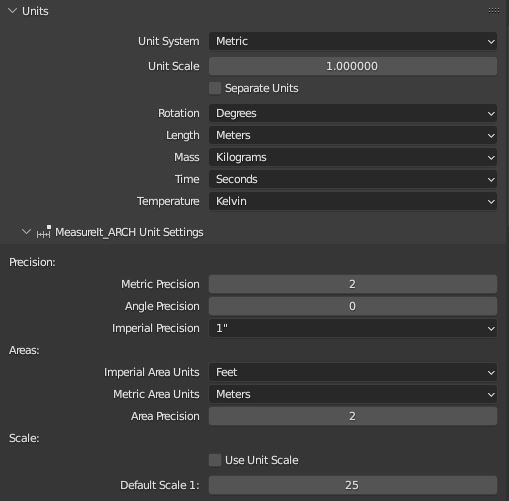 Units
Unit System Metric
Unit Scale 1.000000
Separate Units
Rotation Degrees
Length Meters
Mass Kilograms
Time Seconds
Temperature Kelvin
MeasureIt_ARCH Unit Settings
Precision:
Metric Precision 2
Angle Precision 0
Imperial Precision 1"
Areas:
Imperial Area Units Feet
Metric Area Units Meters
Area Precision 2
Scale:
Use Unit Scale
Default Scale 1: 25